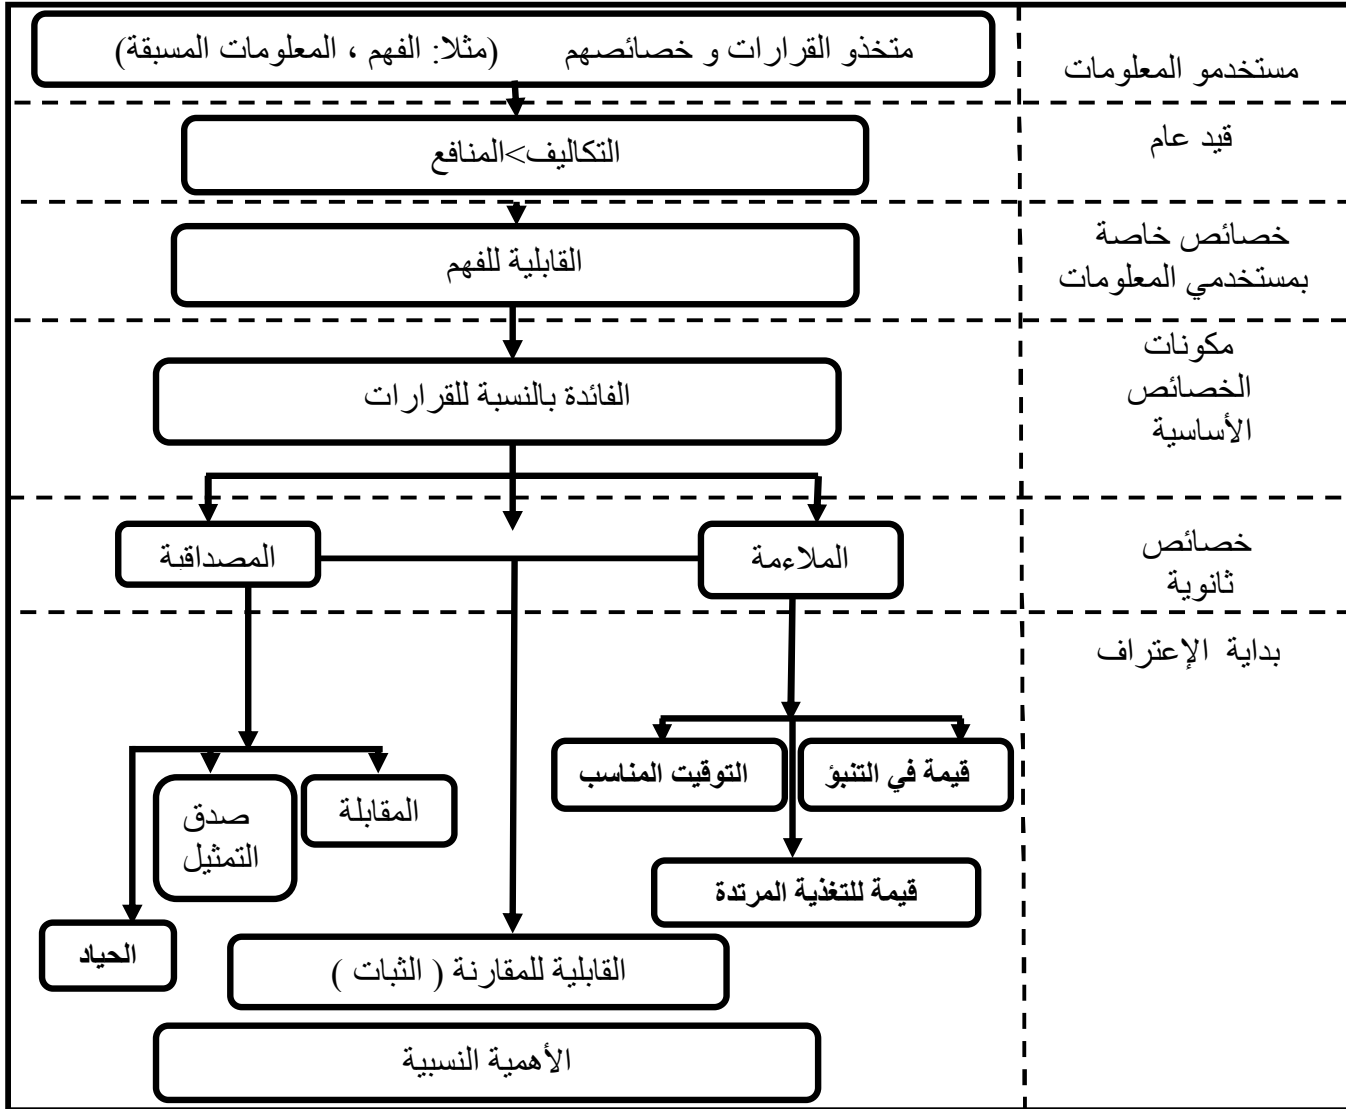 متخذو القرارات و خصائصهم (مثلا: الفهم ، المعلومات المسبقة)
مستخدمو المعلومات
التكاليف>المنافع
قيد عام
القابلية للفهم
خصائص خاصة
بمستخدمي المعلومات
الفائدة بالنسبة للقرارات
مكونات
الخصائص
الأساسية
الملاءمة
المصداقية
خصائص
ثانوية
بداية الإعتراف
قيمة في التنبؤ
التوقيت المناسب
المقابلة
صدق
التمثيل
قيمة للتغذية المرتدة
الحياد
القابلية للمقارنة ( الثبات )
الأهمية النسبية